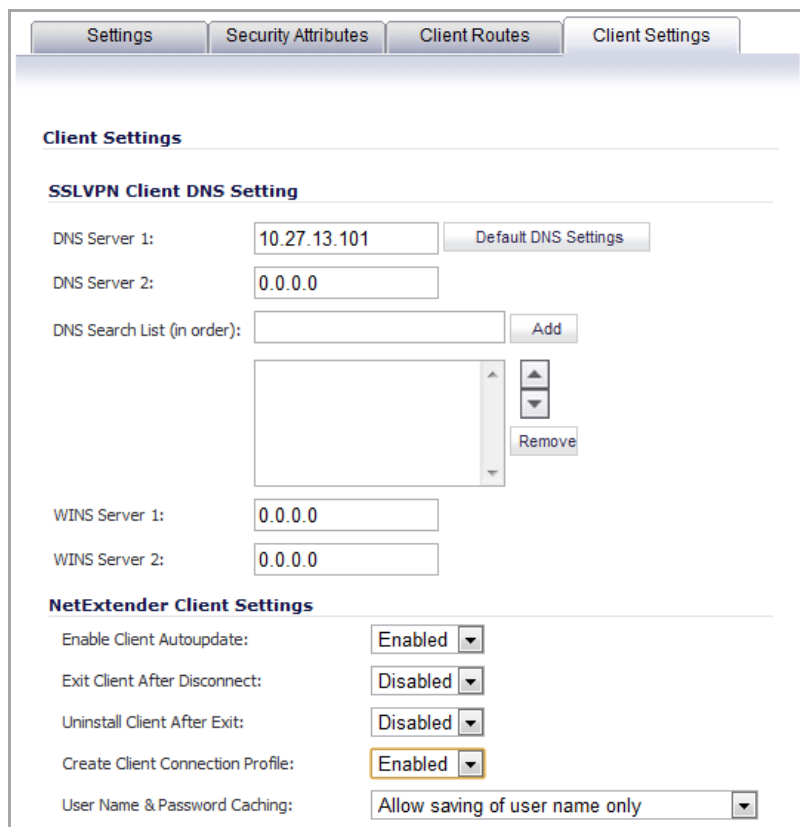 Settings
Security Attributes
Client Routes
Client Settings
Client Settings
SSLVPN Client DNS Setting
DNS Server 1: 10.27.13.101 Default DNS Settings
DNS Server 2: 0.0.0.0
DNS Search List (in order): Add
Remove
WINS Server 1: 0.0.0.0
WINS Server 2: 0.0.0.0
NetExtender Client Settings
Enable Client Autoupdate: Enabled
Exit Client After Disconnect: Disabled
Uninstall Client After Exit: Disabled
Create Client Connection Profile: Enabled
User Name & Password Caching: Allow saving of user name only